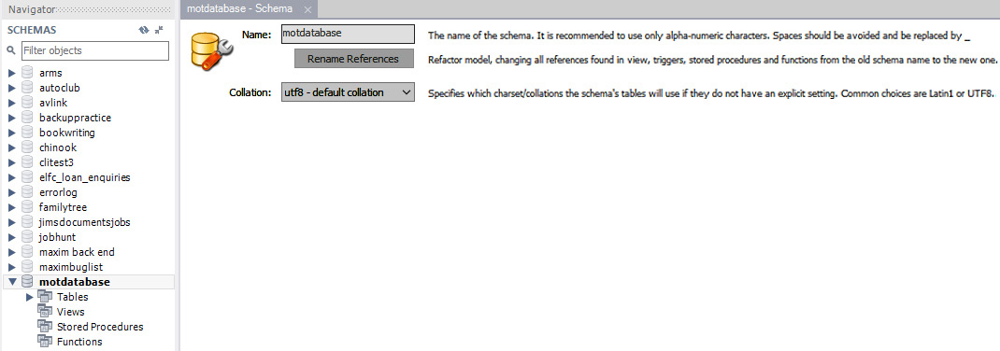 Navigator
motdatabase - Schema
SCHEMAS
Filter objects
arms
autoclub
avlink
backuppractice
bookwriting
chinook
clitest3
elfc_loan_enquiries
errorlog
familytree
jimsdocumentsjobs
jobhunt
maxim back end
maximbuglist
motdatabase
Tables
Views
Stored Procedures
Functions
Name: motdatabase The name of the schema. It is recommended to use only alpha-numeric characters. Spaces should be avoided and be replaced by _
Rename References Refactor model, changing all references found in view, triggers, stored procedures and functions from the old schema name to the new one.
Collation: utf8 - default collation Specifies which charset/collations the schema's tables will use if they do not have an explicit setting. Common choices are Latin1 or UTF8.